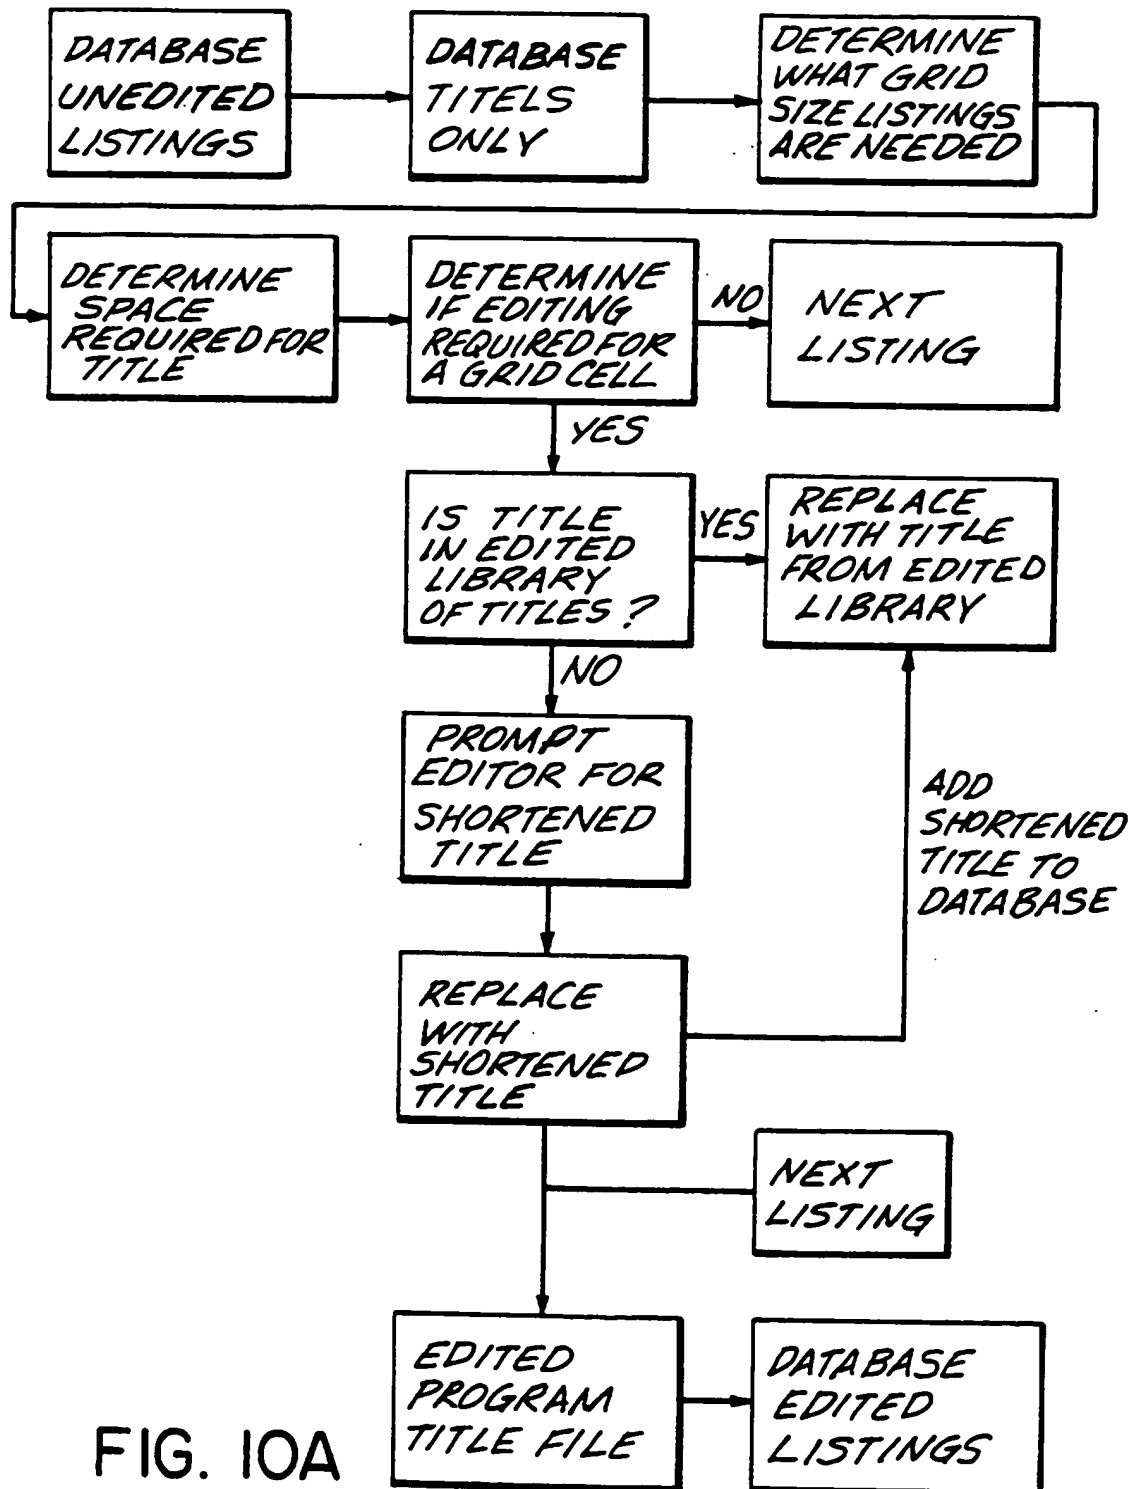 DATABASE
UNEDITED
LISTINGS
DATABASE
TITELS
ONLY
DETERMINE
WHAT GRID
SIZE LISTINGS
ARE NEEDED
DETERMINE
SPACE
REQUIRED FOR
TITLE
DETERMINE
IF EDITING
REQUIRED FOR
A GRID CELL
NO
NEXT
LISTING
YES
IS TITLE
IN EDITED
LIBRARY
OF TITLES?
YES
REPLACE
WITH TITLE
FROM EDITED
LIBRARY
NO
PROMPT
EDITOR FOR
SHORTENED
TITLE
ADD
SHORTENED
TITLE TO
DATABASE
REPLACE
WITH
SHORTENED
TITLE
NEXT
LISTING
EDITED
PROGRAM
TITLE FILE
DATABASE
EDITED
LISTINGS
FIG. 10A